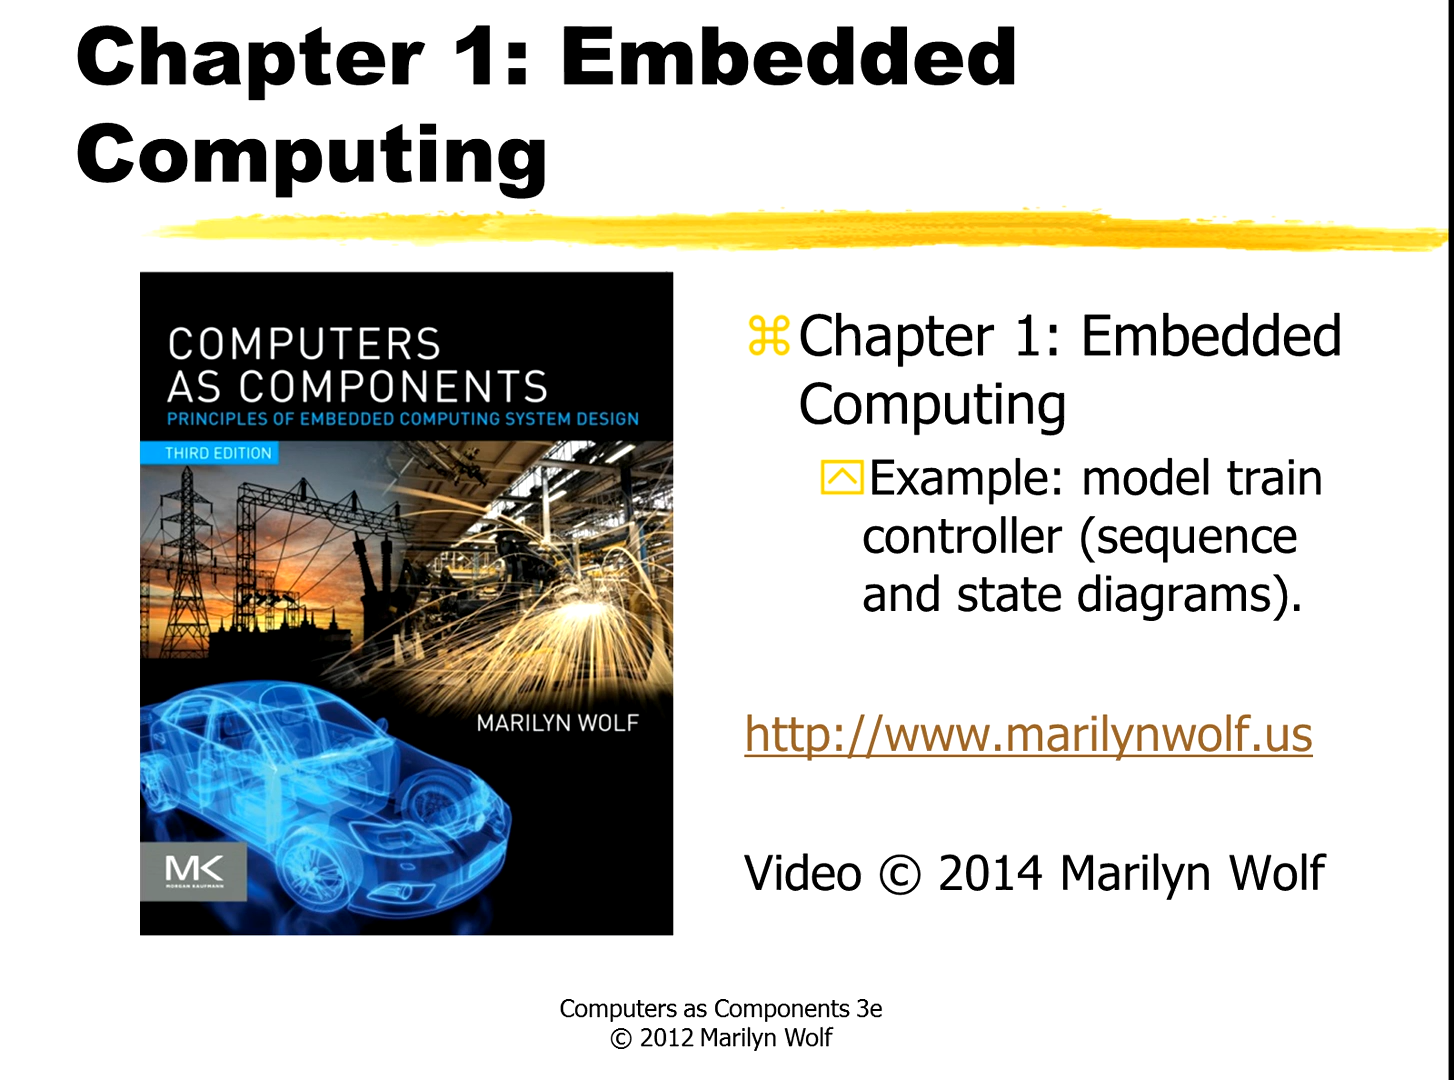 Chapter 1: Embedded
Computing
COMPUTERS
AS COMPONENTS
PRINCIPLES OF EMBEDDED COMPUTING SYSTEM DESIGN
THIRD EDITION
MARILYN WOLF
MK
MORGAN KAUFMANN
⌘Chapter 1: Embedded
Computing
Example: model train
controller (sequence
and state diagrams).
http://www.marilynwolf.us
Video © 2014 Marilyn Wolf
Computers as Components 3e
© 2012 Marilyn Wolf